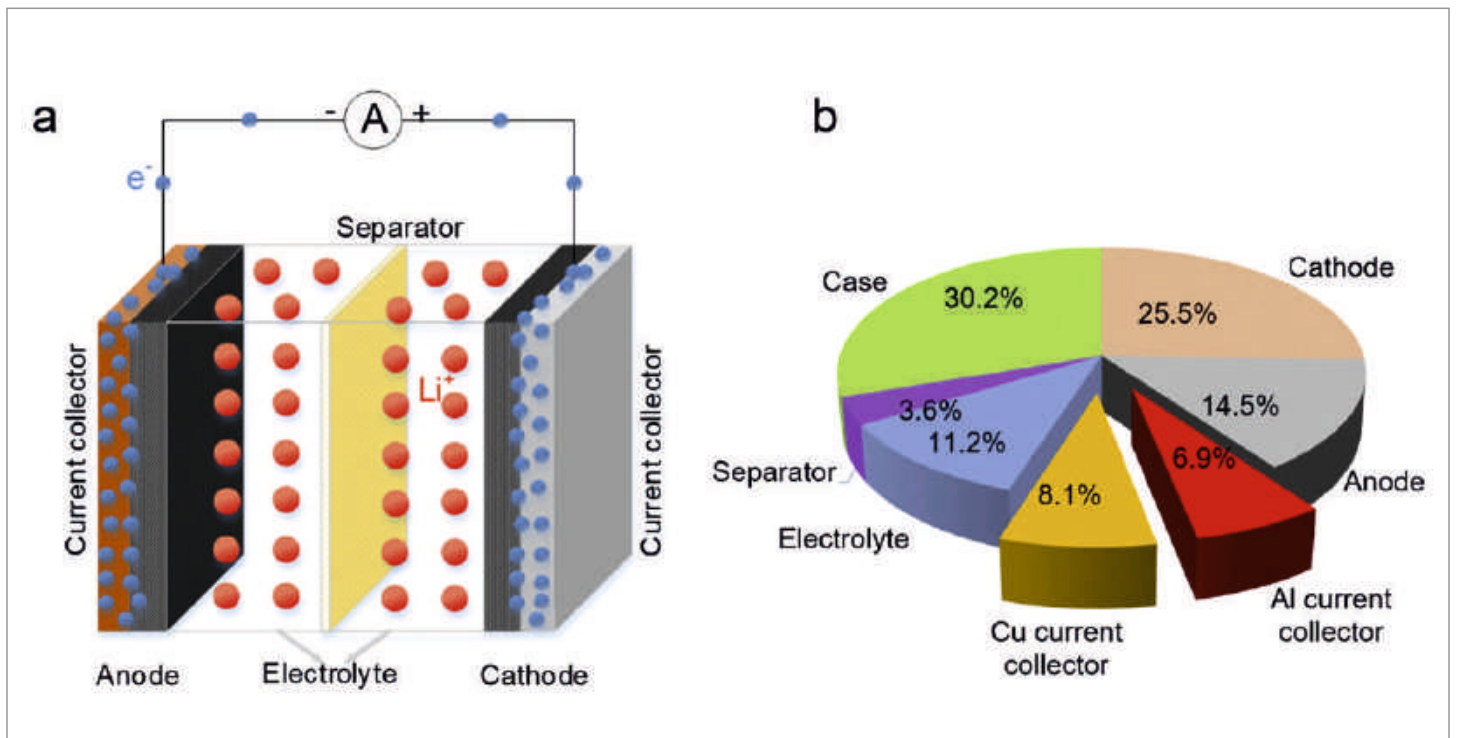 a
- A +
e-
Separator
Current collector
Li+
Current collector
Anode
Electrolyte
Cathode
b
Case
30.2%
Cathode
25.5%
14.5%
Anode
3.6%
Separator
11.2%
Electrolyte
8.1%
Cu current
collector
6.9%
Al current
collector